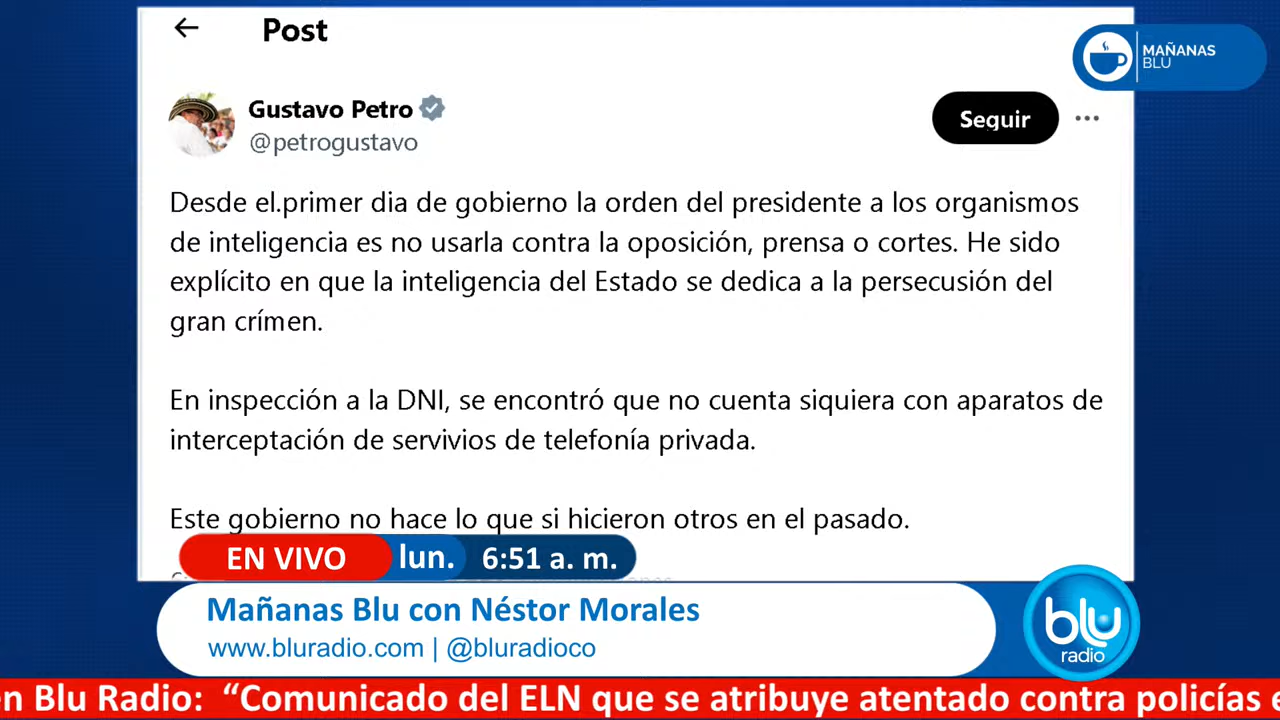 Post
MAÑANAS
BLU
Gustavo Petro
@petrogustavo
Seguir
Desde el.primer dia de gobierno la orden del presidente a los organismos
de inteligencia es no usarla contra la oposición, prensa o cortes. He sido
explícito en que la inteligencia del Estado se dedica a la persecusión del
gran crímen.
En inspección a la DNI, se encontró que no cuenta siquiera con aparatos de
interceptación de servivios de telefonía privada.
Este gobierno no hace lo que si hicieron otros en el pasado.
EN VIVO lun. 6:51 a. m.
Mañanas Blu con Néstor Morales
www.bluradio.com | @bluradioco
blu
radio
en Blu Radio: “Comunicado del ELN que se atribuye atentado contra policías e